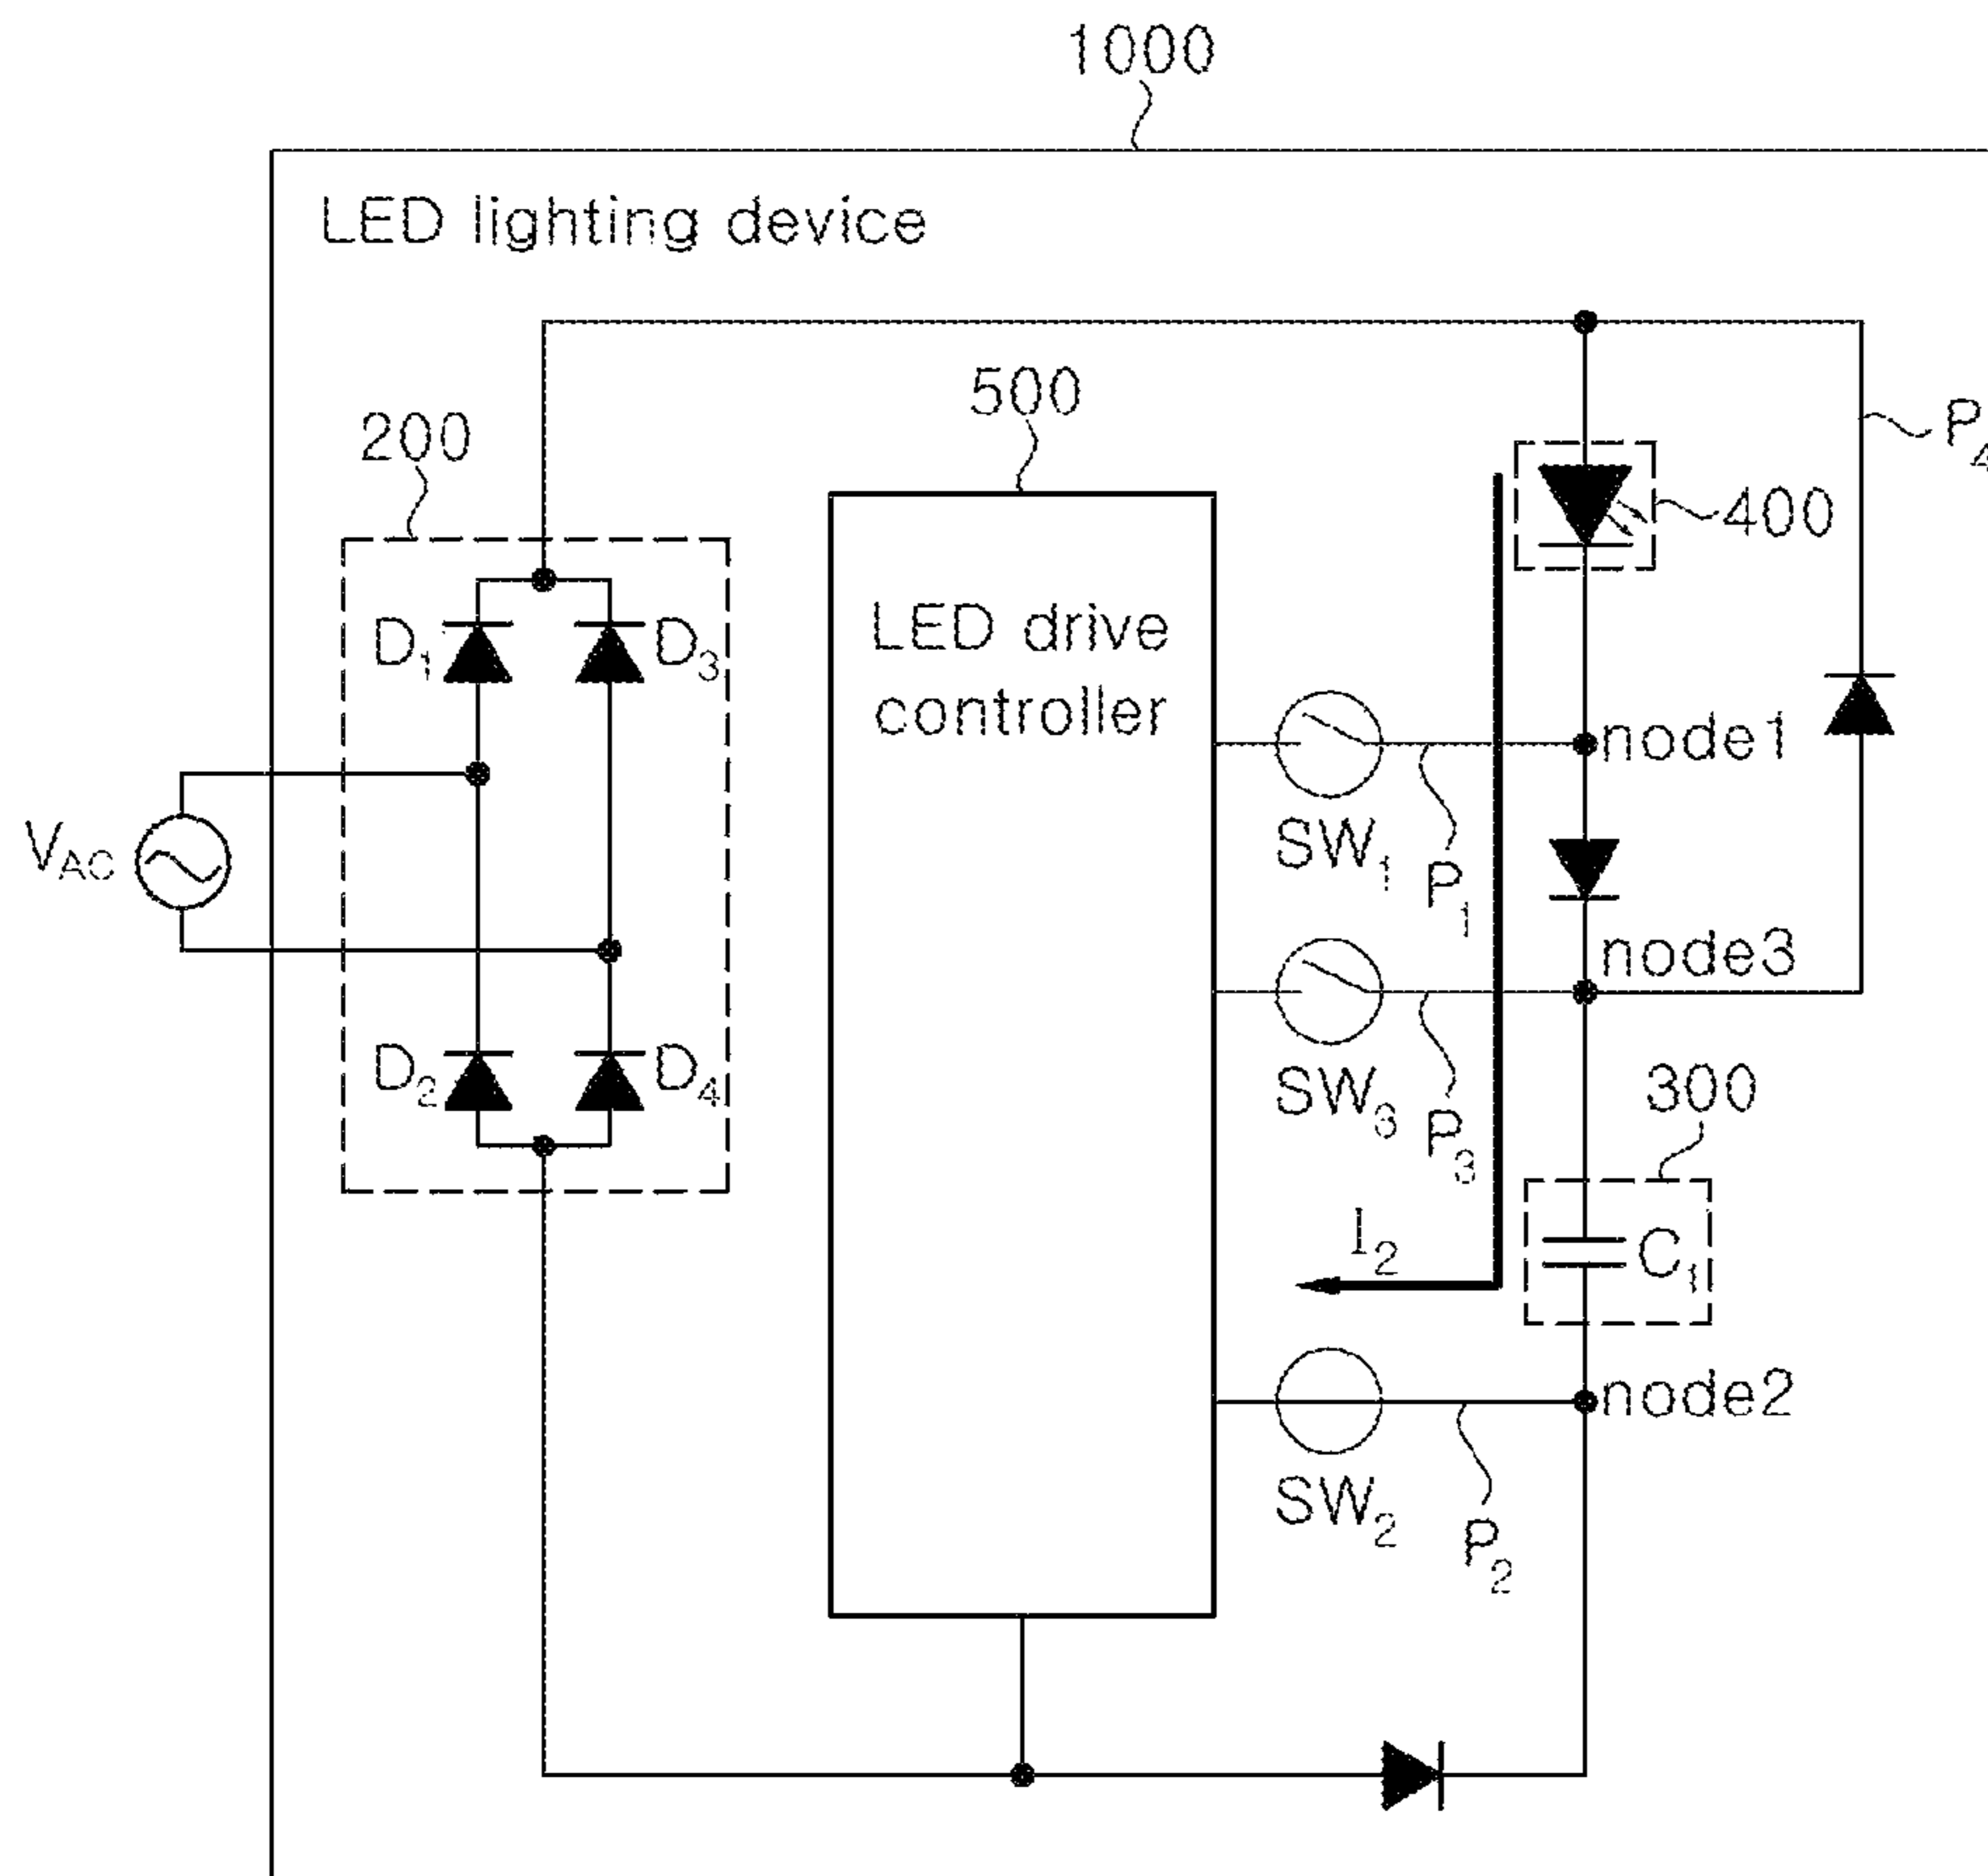 1000
LED lighting device
500
200
P4
400
LED drive
controller
D1
D3
node1
SW1
P1
VAC
node3
D2
D4
SW3
P3
300
I2
C1
node2
SW2
P2